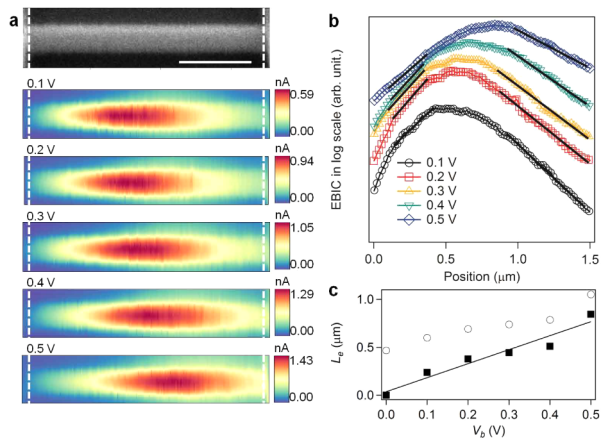 a
0.1 V
nA
0.59
0.00
0.2 V
nA
0.94
0.00
0.3 V
nA
1.05
0.00
0.4 V
nA
1.29
0.00
0.5 V
nA
1.43
0.00
b
EBIC in log scale (arb. unit.)
0.1 V
0.2 V
0.3 V
0.4 V
0.5 V
0.0 0.5 1.0 1.5
Position (μm)
c
Le (μm)
1.0
0.5
0.0
0.0 0.1 0.2 0.3 0.4 0.5
Vb (V)